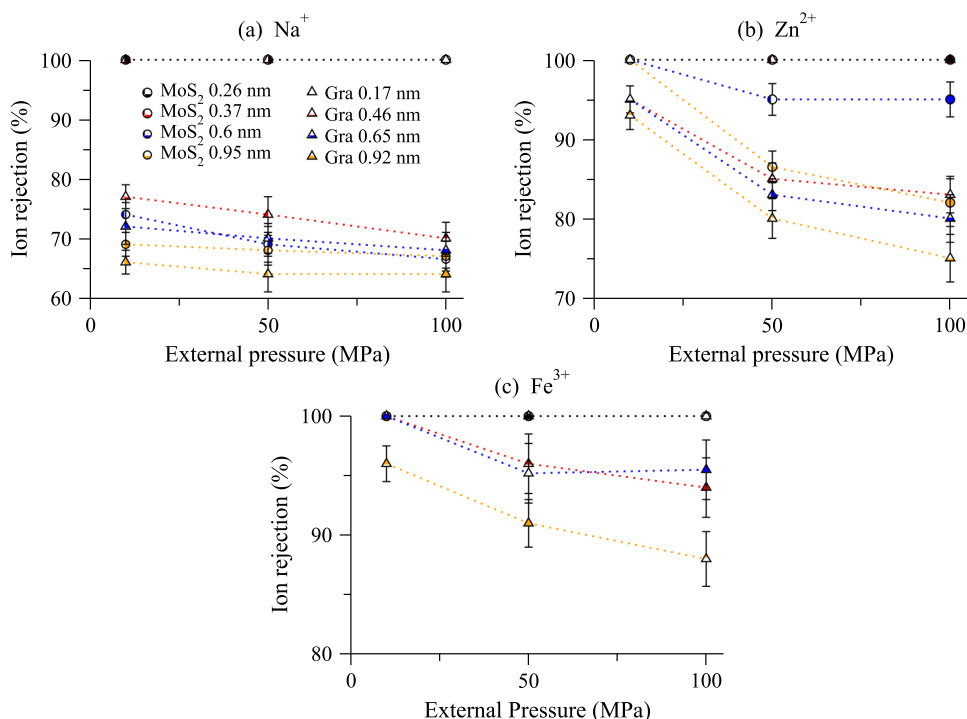 (a) Na⁺
Ion rejection (%)
100
90
80
70
60
MoS₂ 0.26 nm
MoS₂ 0.37 nm
MoS₂ 0.6 nm
MoS₂ 0.95 nm
Gra 0.17 nm
Gra 0.46 nm
Gra 0.65 nm
Gra 0.92 nm
0 50 100
External pressure (MPa)
(b) Zn²⁺
Ion rejection (%)
100
90
80
70
0 50 100
External pressure (MPa)
(c) Fe³⁺
Ion rejection (%)
100
90
80
0 50 100
External Pressure (MPa)